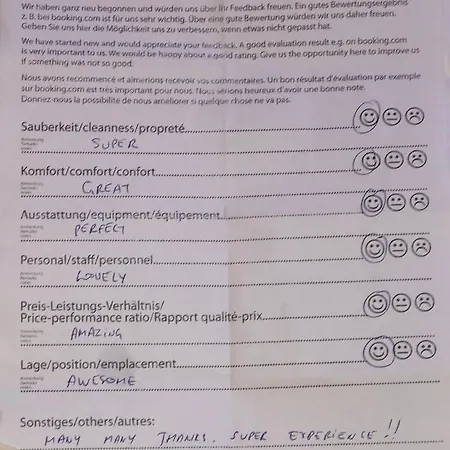 Wir haben ganz neu begonnen und würden uns über Ihr Feedback freuen. Ein gutes Bewertungsergebnis
z. B. bei booking.com ist für uns sehr wichtig. Über eine gute Bewertung würden wir uns daher freuen.
Geben Sie uns hier die Möglichkeit uns zu verbessern, wenn etwas nicht gepasst hat.
We have started new and would appreciate your feedback. A good evaluation result e.g. on booking.com
is very important to us. We would be happy about a good rating. Give us the opportunity here to improve us
if something was not so good.
Nous avons recommencé et aimerions recevoir vos commentaires. Un bon résultat d'évaluation par exemple
sur booking.com est très important pour nous. Nous serions heureux d'avoir une bonne note.
Donnez-nous la possibilité de nous améliorer si quelque chose ne va pas.
Sauberkeit/cleanness/propreté
SUPER
Komfort/comfort/confort
GREAT
Ausstattung/equipment/équipement
PERFECT
Personal/staff/personnel
LOVELY
Preis-Leistungs-Verhältnis/
Price-performance ratio/Rapport qualité-prix
AMAZING
Lage/position/emplacement
AWESOME
Sonstiges/others/autres:
MANY MANY THANKS. SUPER EXPERIENCE!!